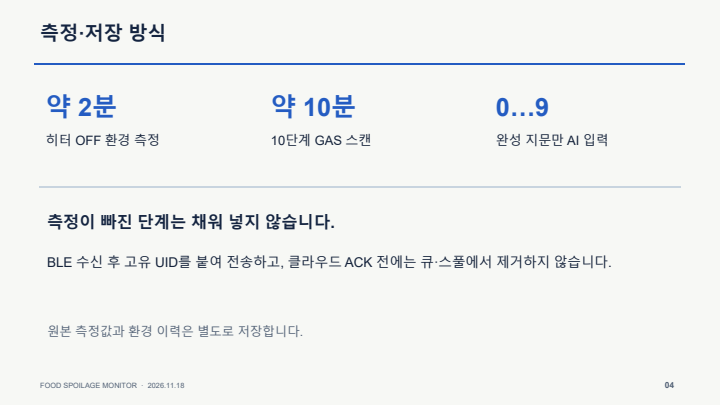 측정·저장 방식
약 2분
히터 OFF 환경 측정
약 10분
10단계 GAS 스캔
0…9
완성 지문만 AI 입력
측정이 빠진 단계는 채워 넣지 않습니다.
BLE 수신 후 고유 UID를 붙여 전송하고, 클라우드 ACK 전에는 큐·스풀에서 제거하지 않습니다.
원본 측정값과 환경 이력은 별도로 저장합니다.
FOOD SPOILAGE MONITOR · 2026.11.18
04